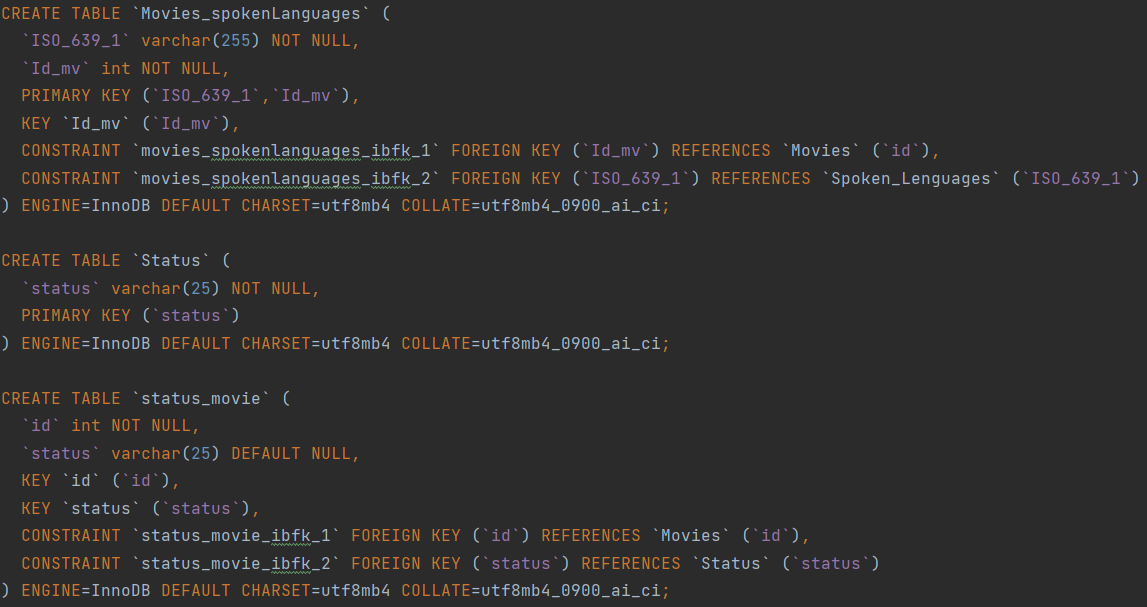 CREATE TABLE `Movies_spokenLanguages` (
  `ISO_639_1` varchar(255) NOT NULL,
  `Id_mv` int NOT NULL,
  PRIMARY KEY (`ISO_639_1`,`Id_mv`),
  KEY `Id_mv` (`Id_mv`),
  CONSTRAINT `movies_spokenlanguages_ibfk_1` FOREIGN KEY (`Id_mv`) REFERENCES `Movies` (`id`),
  CONSTRAINT `movies_spokenlanguages_ibfk_2` FOREIGN KEY (`ISO_639_1`) REFERENCES `Spoken_Lenguages` (`ISO_639_1`)
) ENGINE=InnoDB DEFAULT CHARSET=utf8mb4 COLLATE=utf8mb4_0900_ai_ci;

CREATE TABLE `Status` (
  `status` varchar(25) NOT NULL,
  PRIMARY KEY (`status`)
) ENGINE=InnoDB DEFAULT CHARSET=utf8mb4 COLLATE=utf8mb4_0900_ai_ci;

CREATE TABLE `status_movie` (
  `id` int NOT NULL,
  `status` varchar(25) DEFAULT NULL,
  KEY `id` (`id`),
  KEY `status` (`status`),
  CONSTRAINT `status_movie_ibfk_1` FOREIGN KEY (`id`) REFERENCES `Movies` (`id`),
  CONSTRAINT `status_movie_ibfk_2` FOREIGN KEY (`status`) REFERENCES `Status` (`status`)
) ENGINE=InnoDB DEFAULT CHARSET=utf8mb4 COLLATE=utf8mb4_0900_ai_ci;